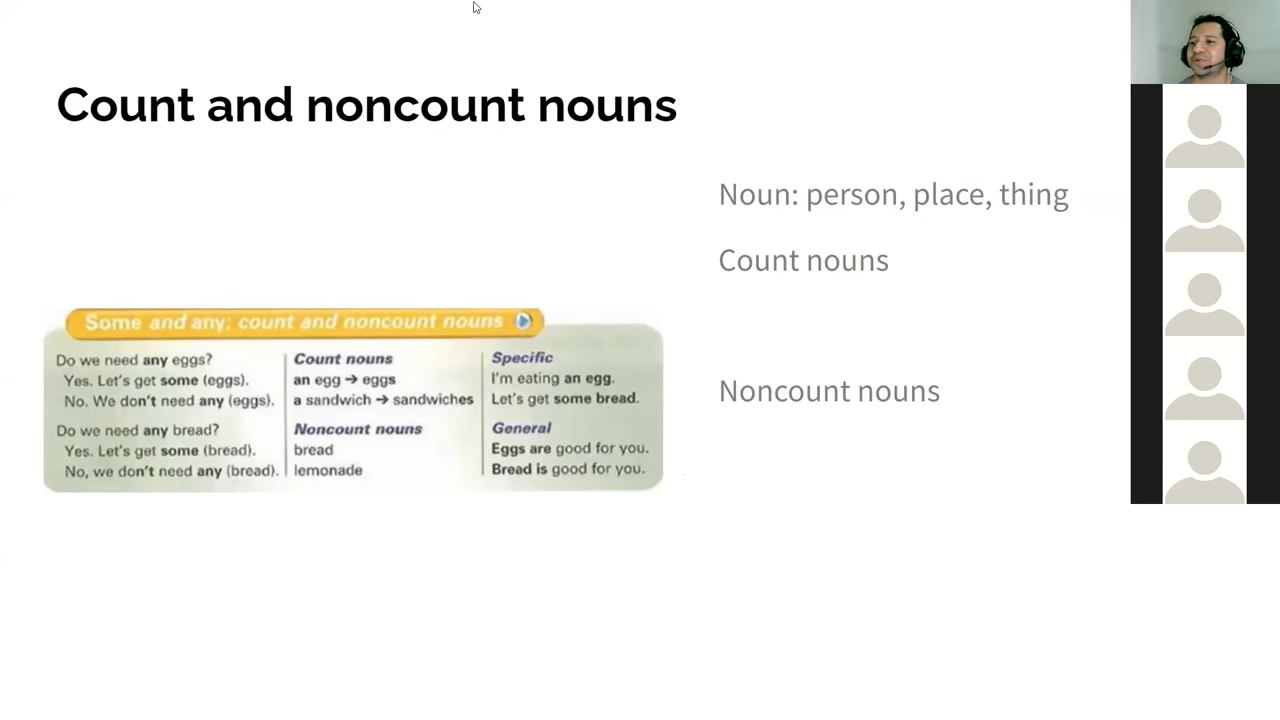 Count and noncount nouns
Noun: person, place, thing
Count nouns
Noncount nouns
Some and any; count and noncount nouns
Do we need any eggs?
Yes. Let's get some (eggs).
No. We don't need any (eggs).
Do we need any bread?
Yes. Let's get some (bread).
No, we don't need any (bread).
Count nouns
an egg → eggs
a sandwich → sandwiches
Noncount nouns
bread
lemonade
Specific
I'm eating an egg.
Let's get some bread.
General
Eggs are good for you.
Bread is good for you.